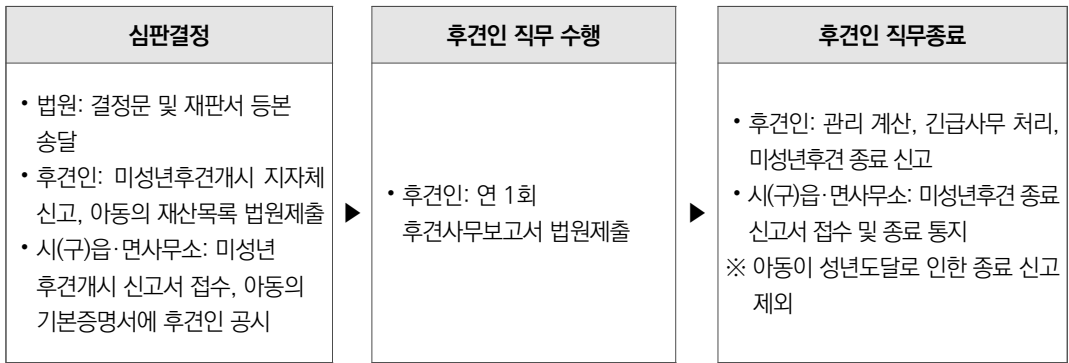 심판결정
• 법원: 결정문 및 재판서 등본
송달
• 후견인: 미성년후견개시 지자체
신고, 아동의 재산목록 법원제출
• 시(구)읍·면사무소: 미성년
후견개시 신고서 접수, 아동의
기본증명서에 후견인 공시
▶
후견인 직무 수행
• 후견인: 연 1회
후견사무보고서 법원제출
▶
후견인 직무종료
• 후견인: 관리 계산, 긴급사무 처리,
미성년후견 종료 신고
• 시(구)읍·면사무소: 미성년후견 종료
신고서 접수 및 종료 통지
※ 아동이 성년도달로 인한 종료 신고
제외